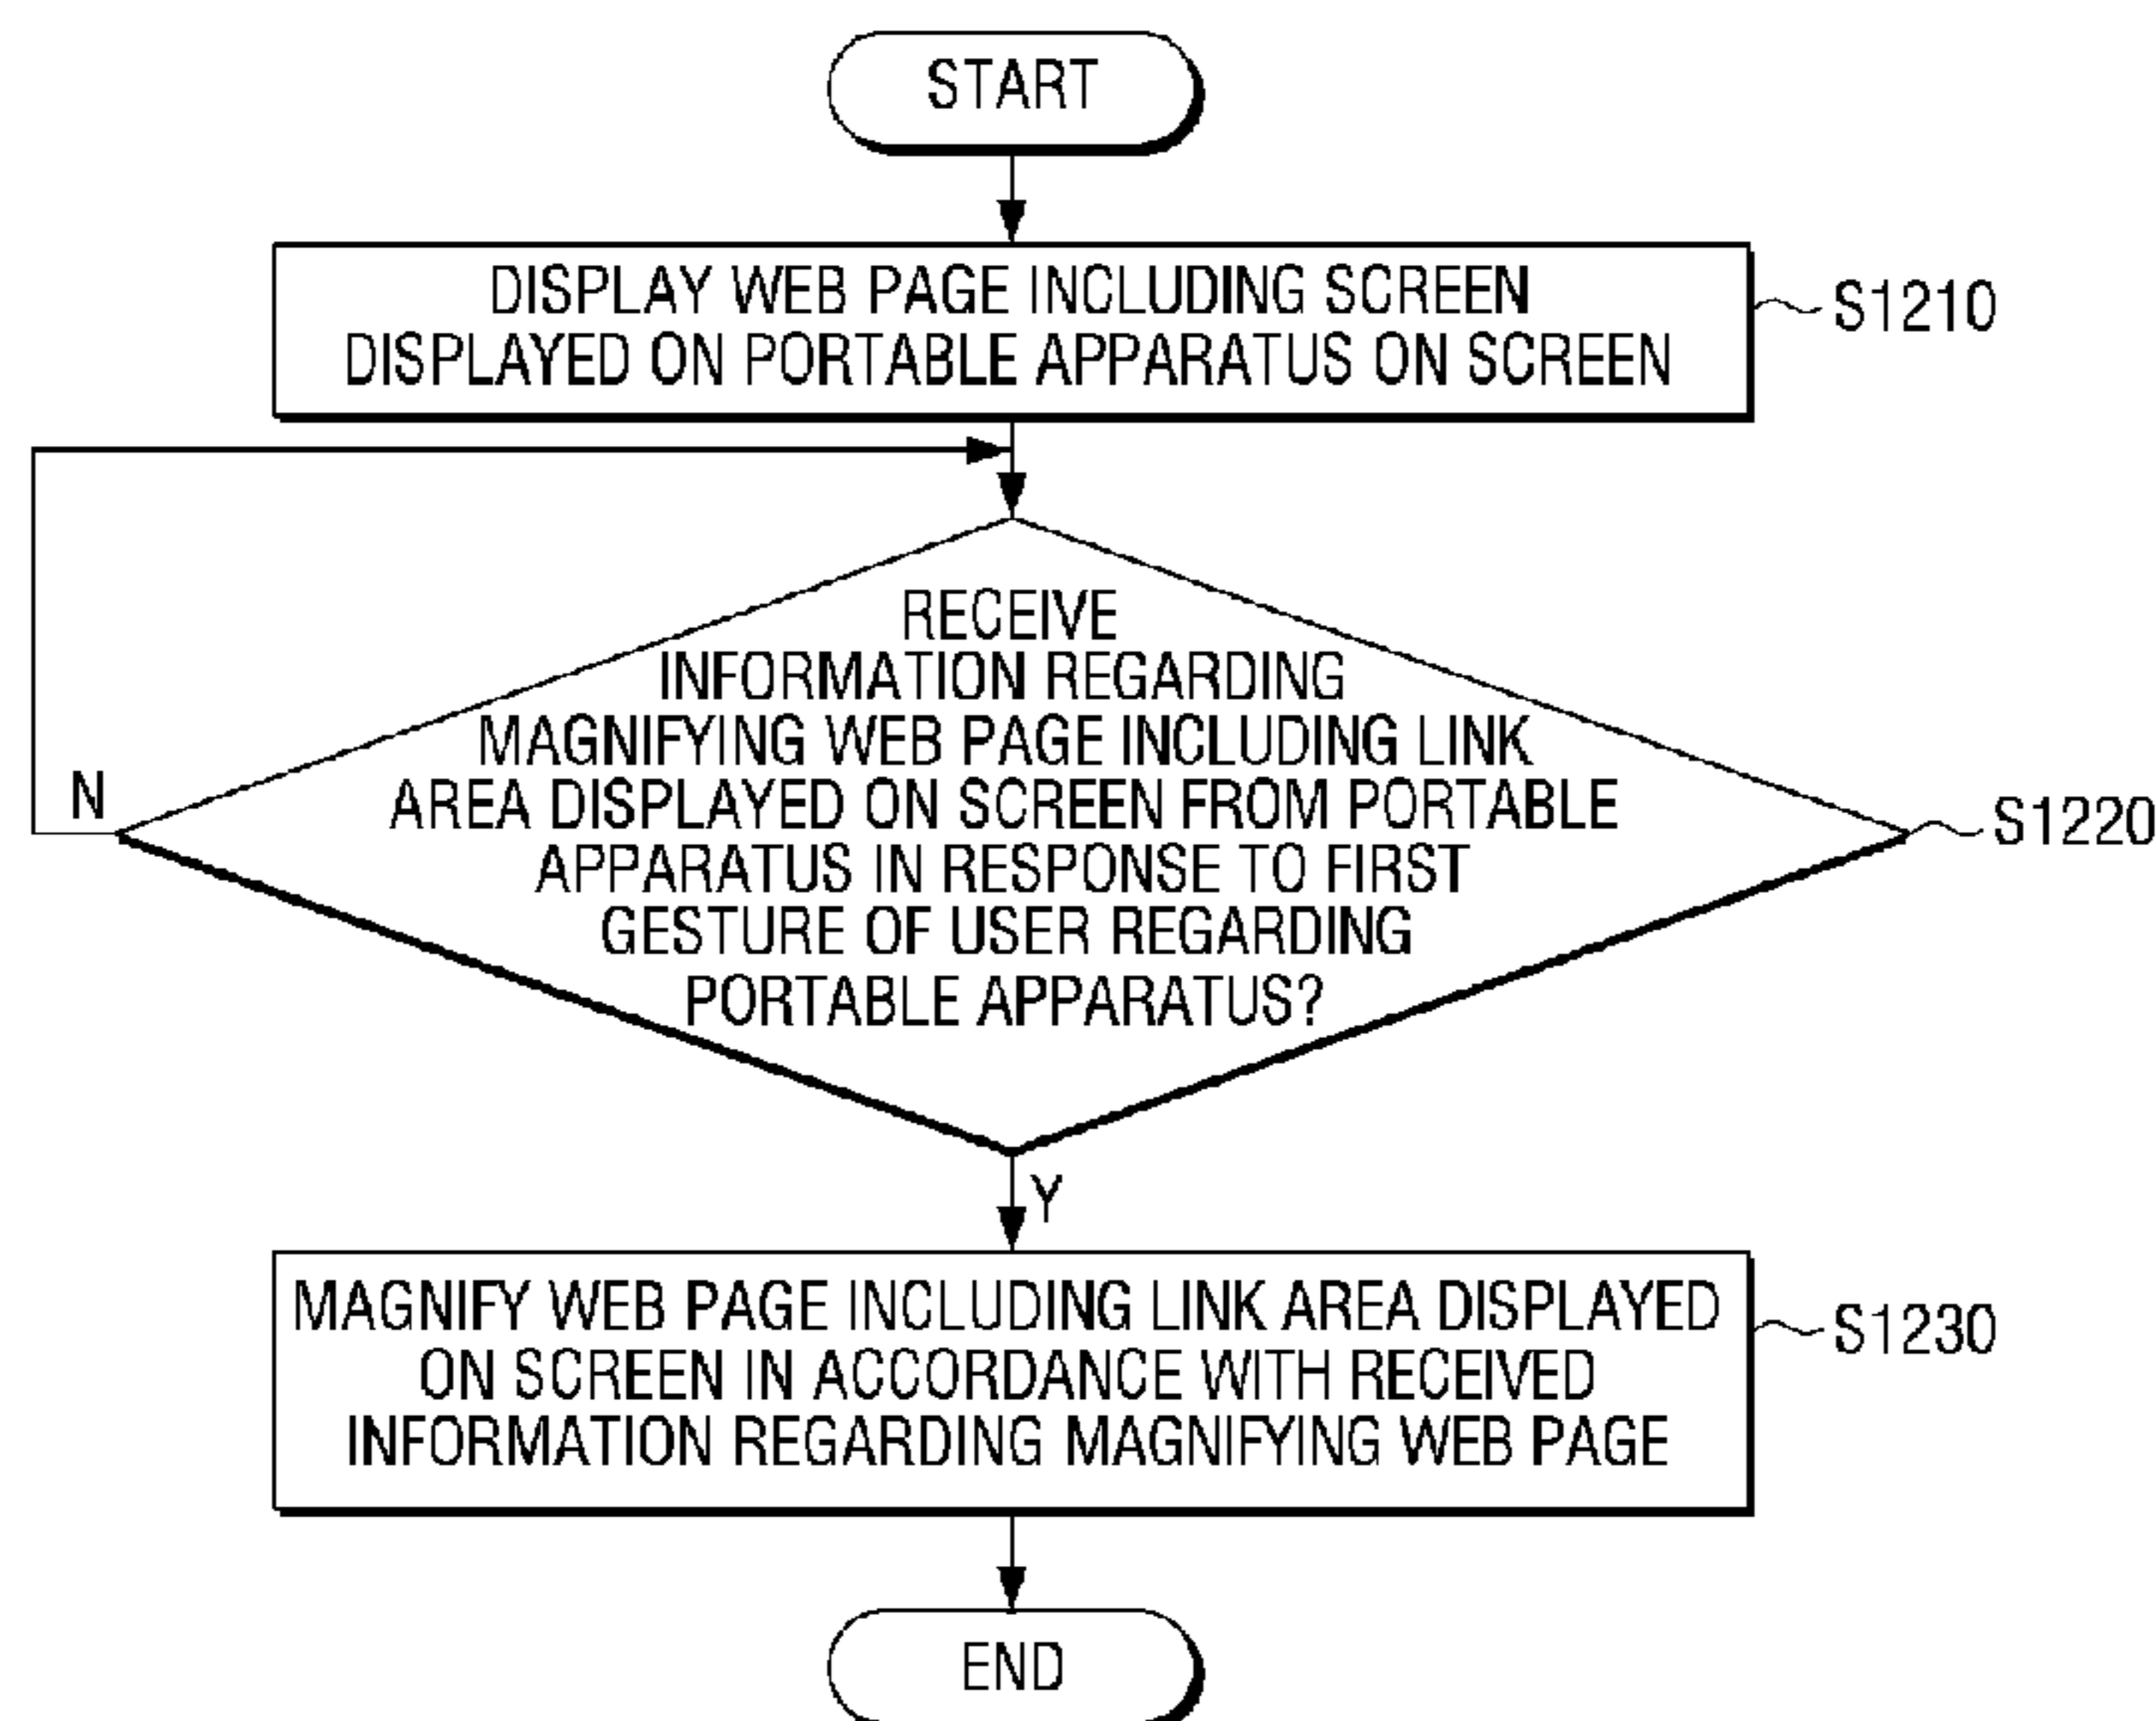 START
DISPLAY WEB PAGE INCLUDING SCREEN
DISPLAYED ON PORTABLE APPARATUS ON SCREEN
S1210
RECEIVE
INFORMATION REGARDING
MAGNIFYING WEB PAGE INCLUDING LINK
AREA DISPLAYED ON SCREEN FROM PORTABLE
APPARATUS IN RESPONSE TO FIRST
GESTURE OF USER REGARDING
PORTABLE APPARATUS?
N
S1220
Y
MAGNIFY WEB PAGE INCLUDING LINK AREA DISPLAYED
ON SCREEN IN ACCORDANCE WITH RECEIVED
INFORMATION REGARDING MAGNIFYING WEB PAGE
S1230
END